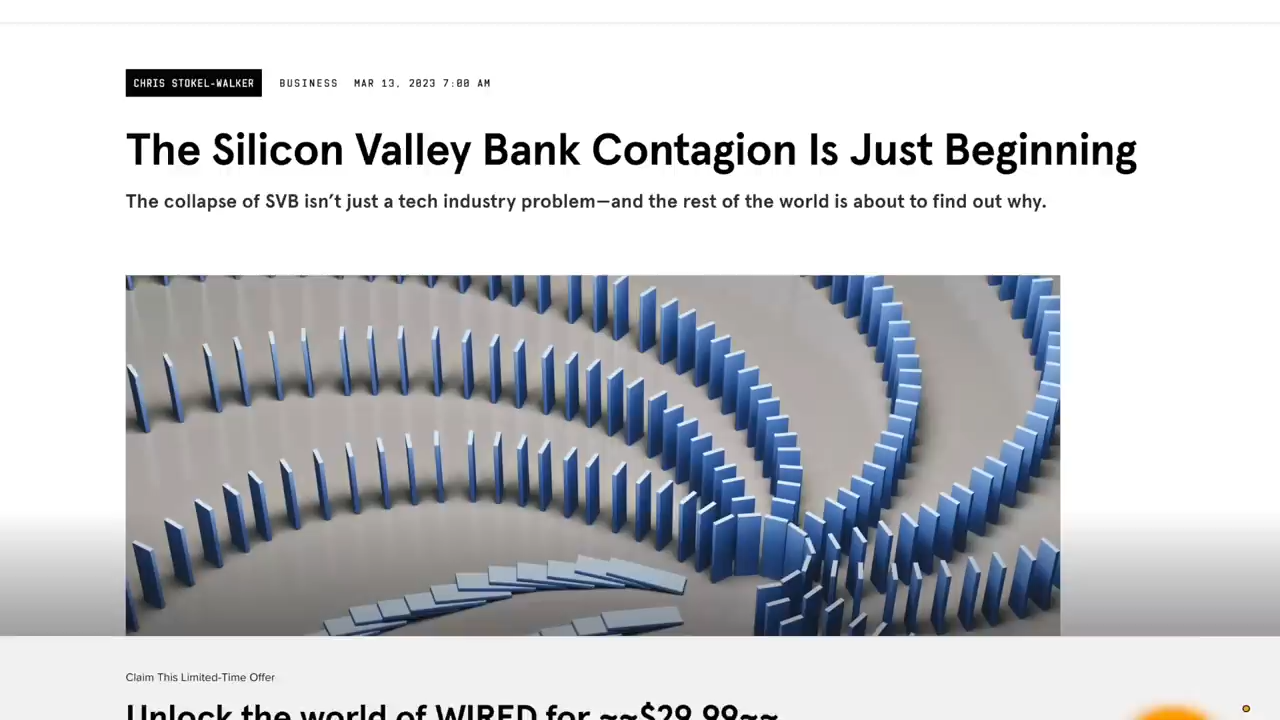 CHRIS STOKEL-WALKER BUSINESS MAR 13, 2023 7:00 AM
The Silicon Valley Bank Contagion Is Just Beginning
The collapse of SVB isn’t just a tech industry problem—and the rest of the world is about to find out why.
Claim This Limited-Time Offer
Unlock the world of WIRED for ~~$29.99~~